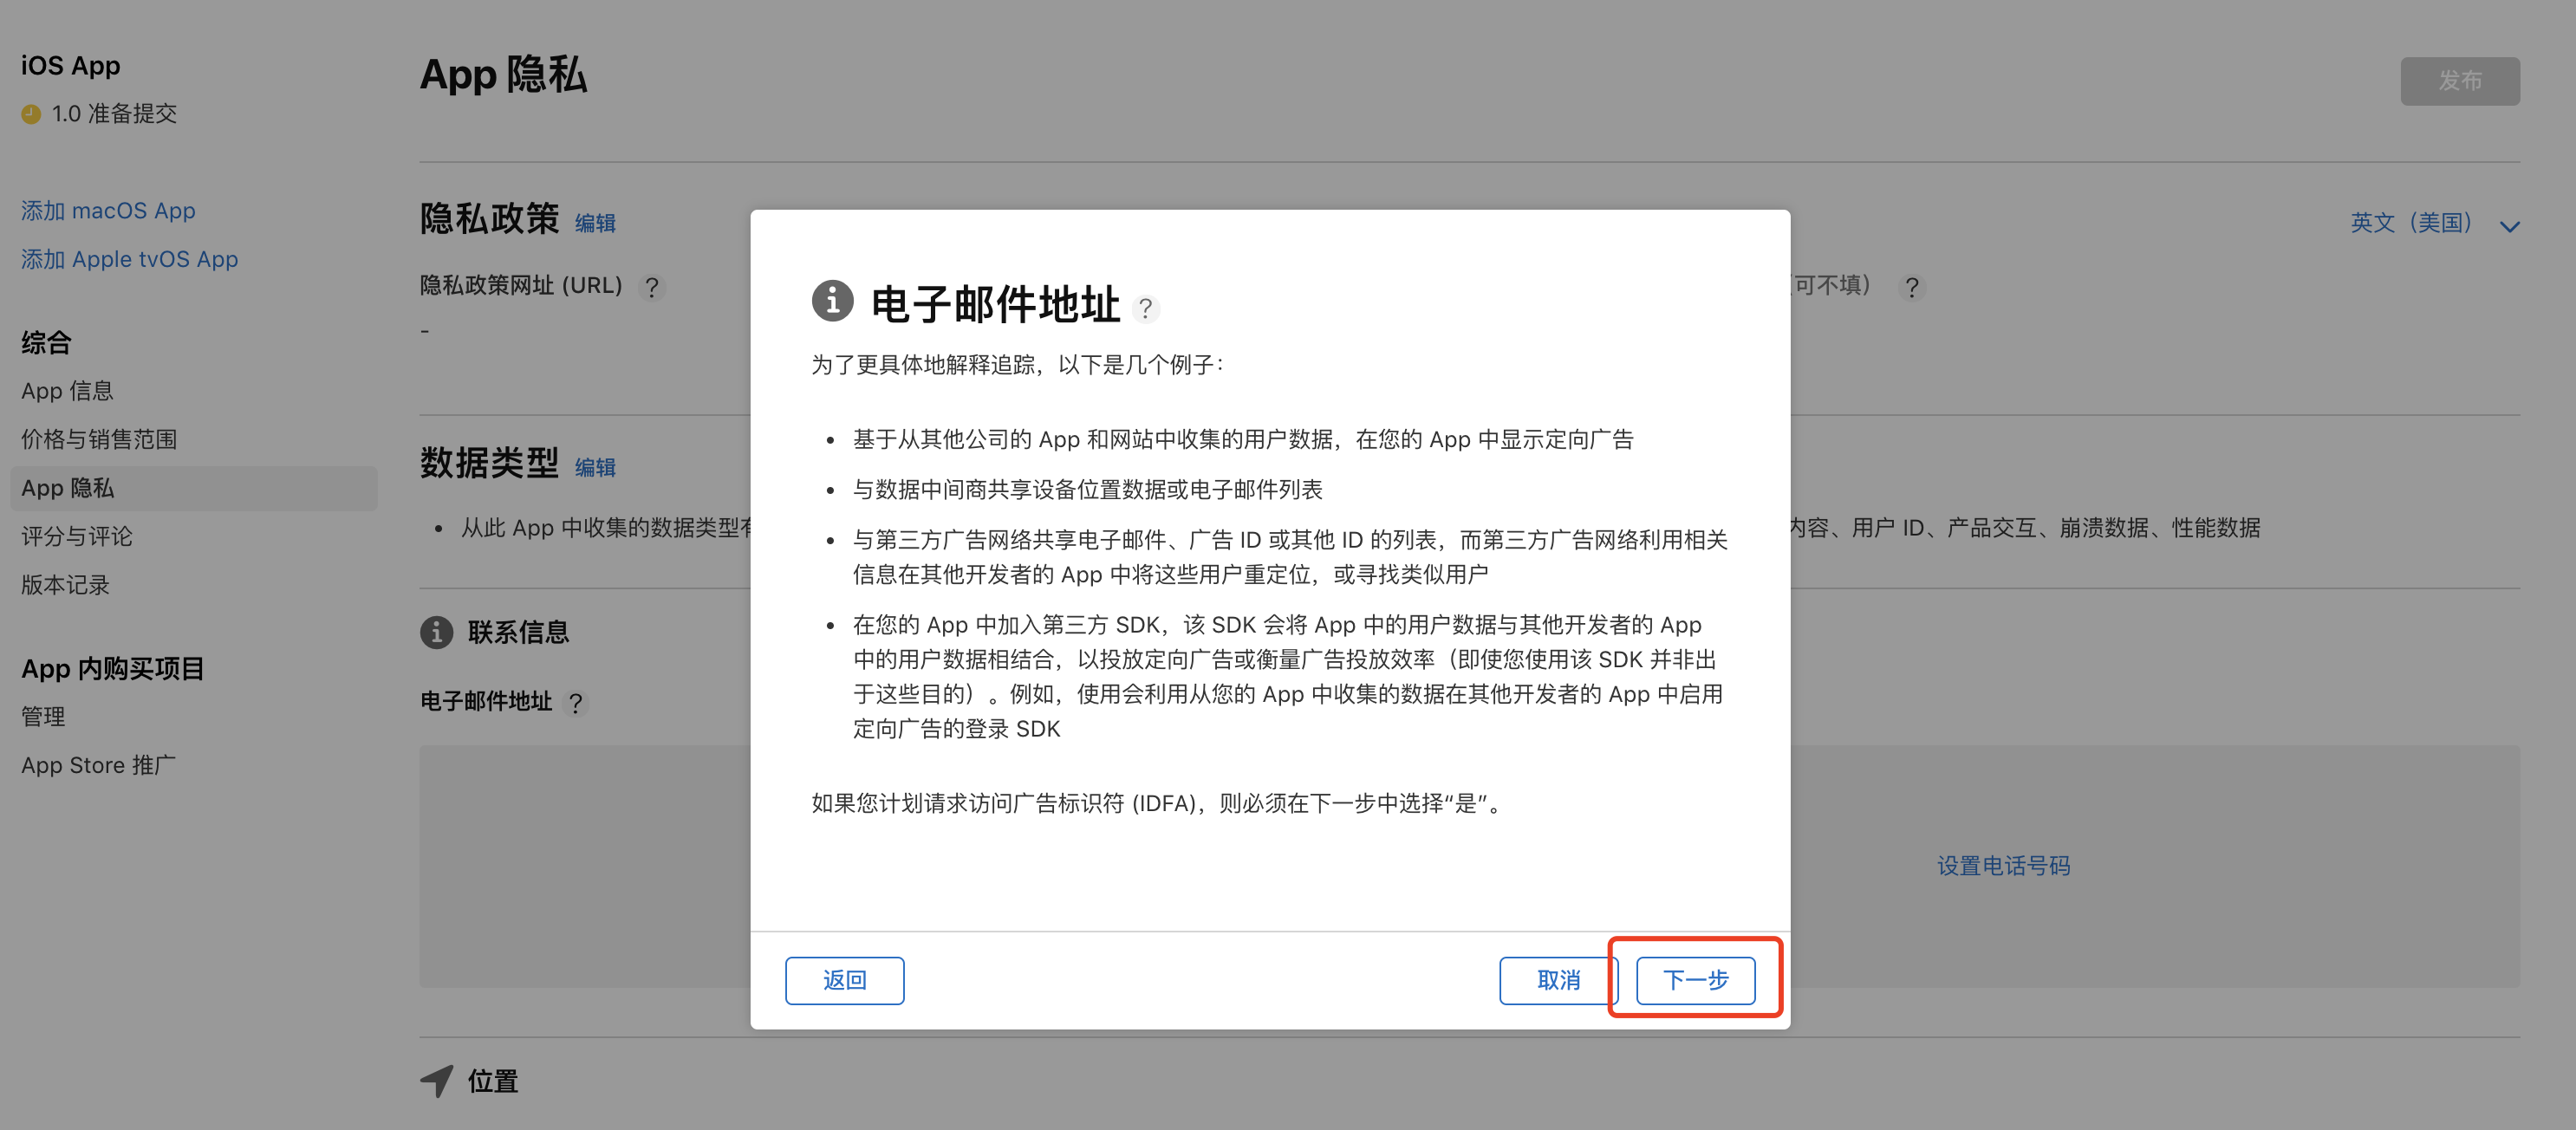 iOS App
1.0 准备提交
添加 macOS App
添加 Apple tvOS App
综合
App 信息
价格与销售范围
App 隐私
评分与评论
版本记录
App 内购买项目
管理
App Store 推广
App 隐私
发布
隐私政策 编辑
英文（美国）
隐私政策网址 (URL) ?
可不填） ?
-
数据类型 编辑
从此 App 中收集的数据类型
内容、用户 ID、产品交互、崩溃数据、性能数据
联系信息
电子邮件地址 ?
设置电话号码
位置
电子邮件地址 ?
为了更具体地解释追踪，以下是几个例子：
• 基于从其他公司的 App 和网站中收集的用户数据，在您的 App 中显示定向广告
• 与数据中间商共享设备位置数据或电子邮件列表
• 与第三方广告网络共享电子邮件、广告 ID 或其他 ID 的列表，而第三方广告网络利用相关
信息在其他开发者的 App 中将这些用户重定位，或寻找类似用户
• 在您的 App 中加入第三方 SDK，该 SDK 会将 App 中的用户数据与其他开发者的 App
中的用户数据相结合，以投放定向广告或衡量广告投放效率（即使您使用该 SDK 并非出
于这些目的）。例如，使用会利用从您的 App 中收集的数据在其他开发者的 App 中启用
定向广告的登录 SDK
如果您计划请求访问广告标识符 (IDFA)，则必须在下一步中选择“是”。
返回
取消
下一步